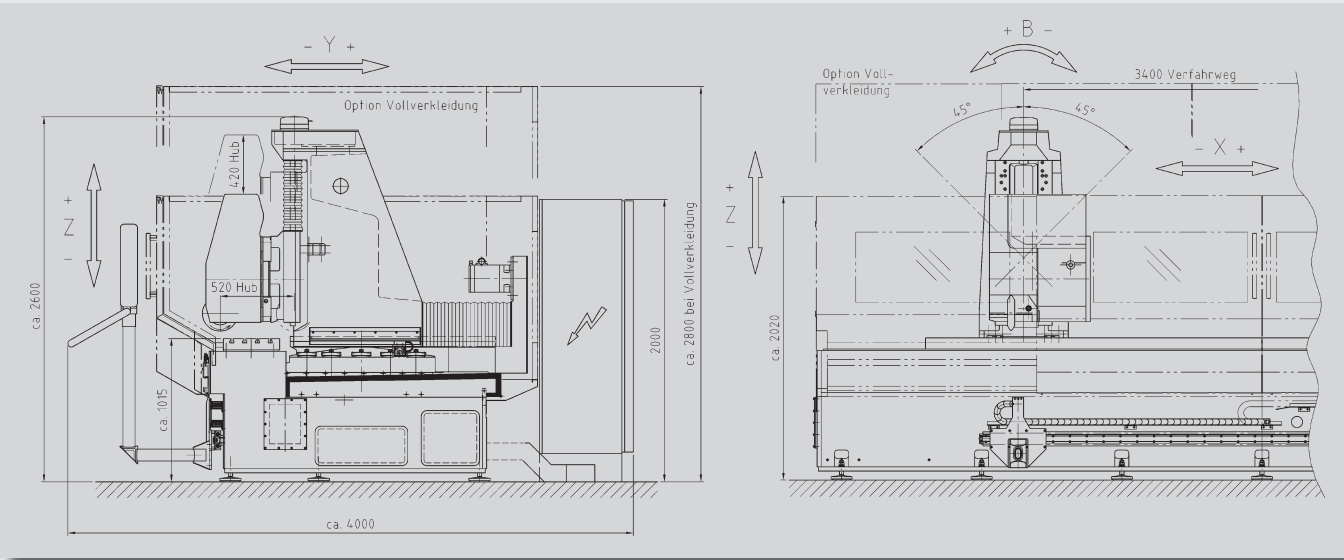 - Y +
+ B -
Option Voll-
verkleidung
3400 Verfahrweg
Option Vollverkleidung
45°
45°
420 Hub
- X +
+
Z
-
+
Z
-
520 Hub
ca. 2600
ca. 1015
2000
ca. 2800 bei Vollverkleidung
ca. 2020
ca. 4000